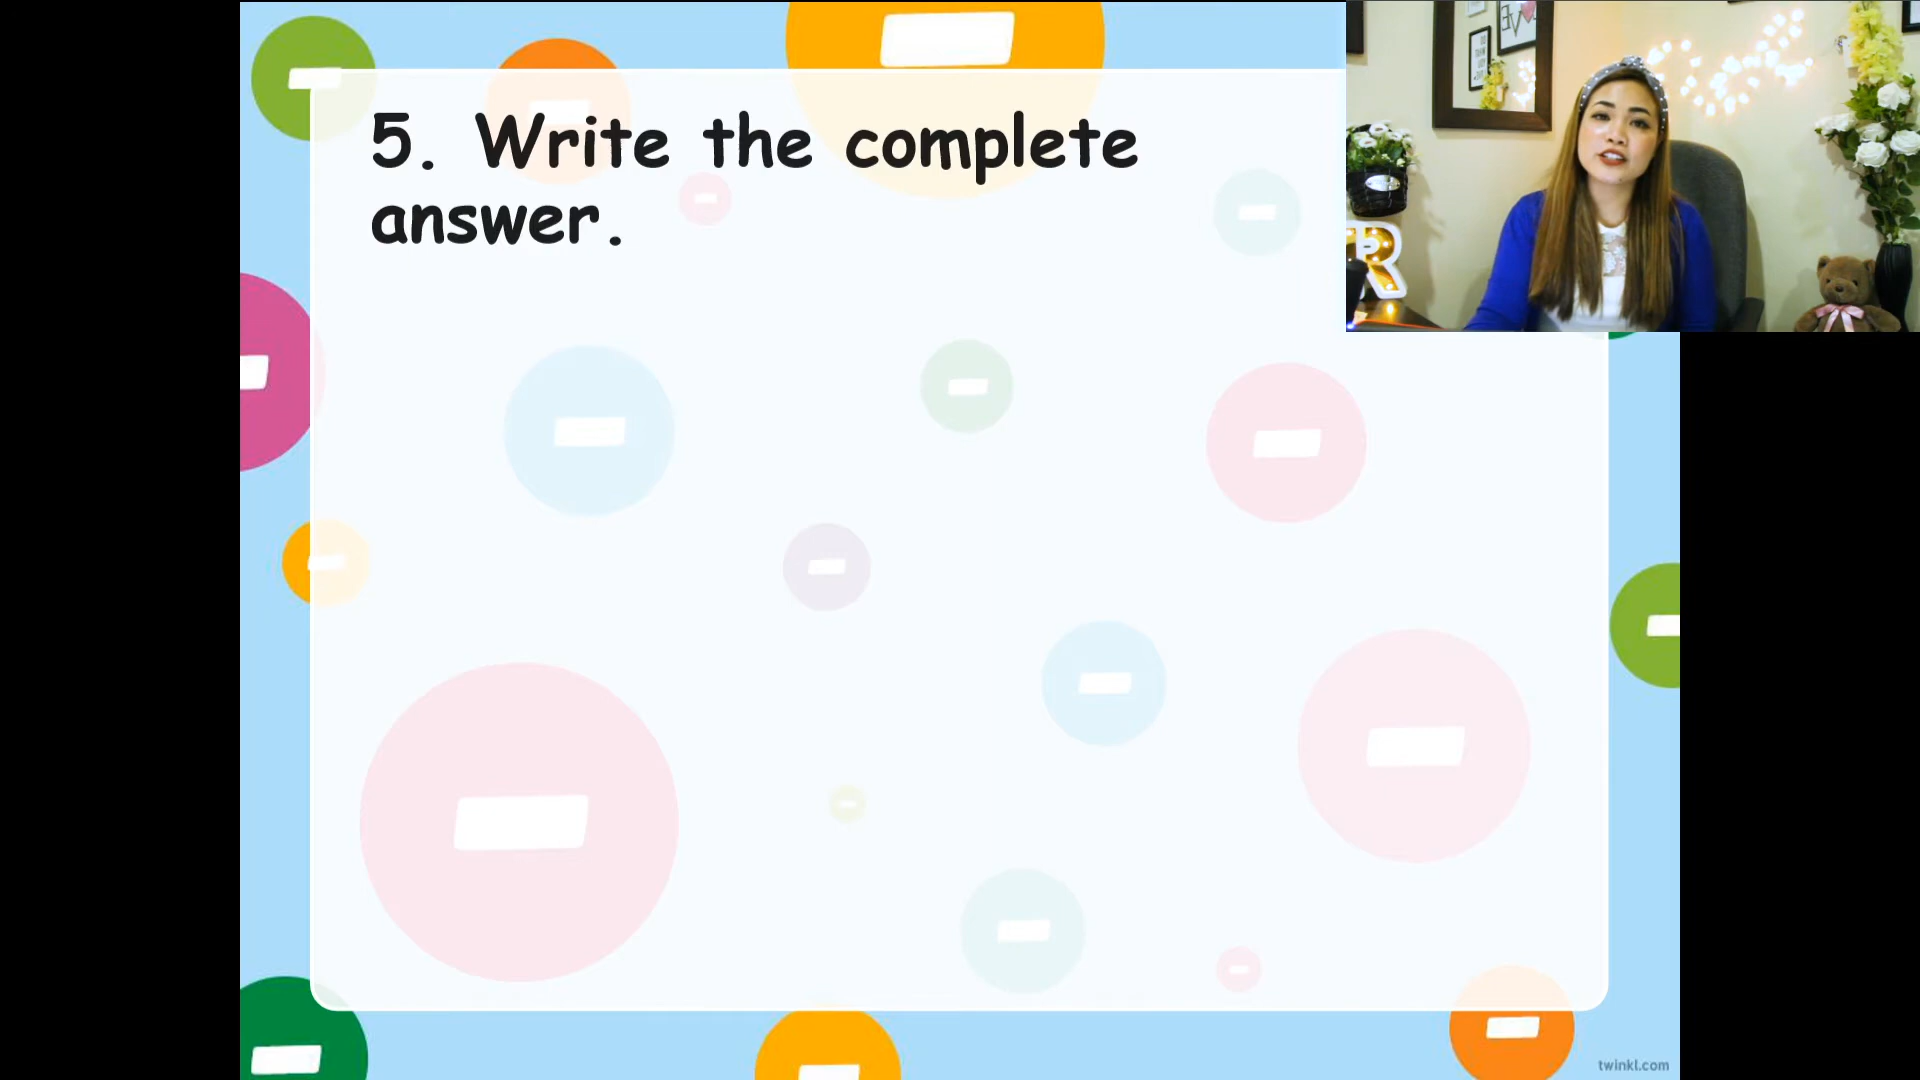 5. Write the complete
answer.
twinkl.com